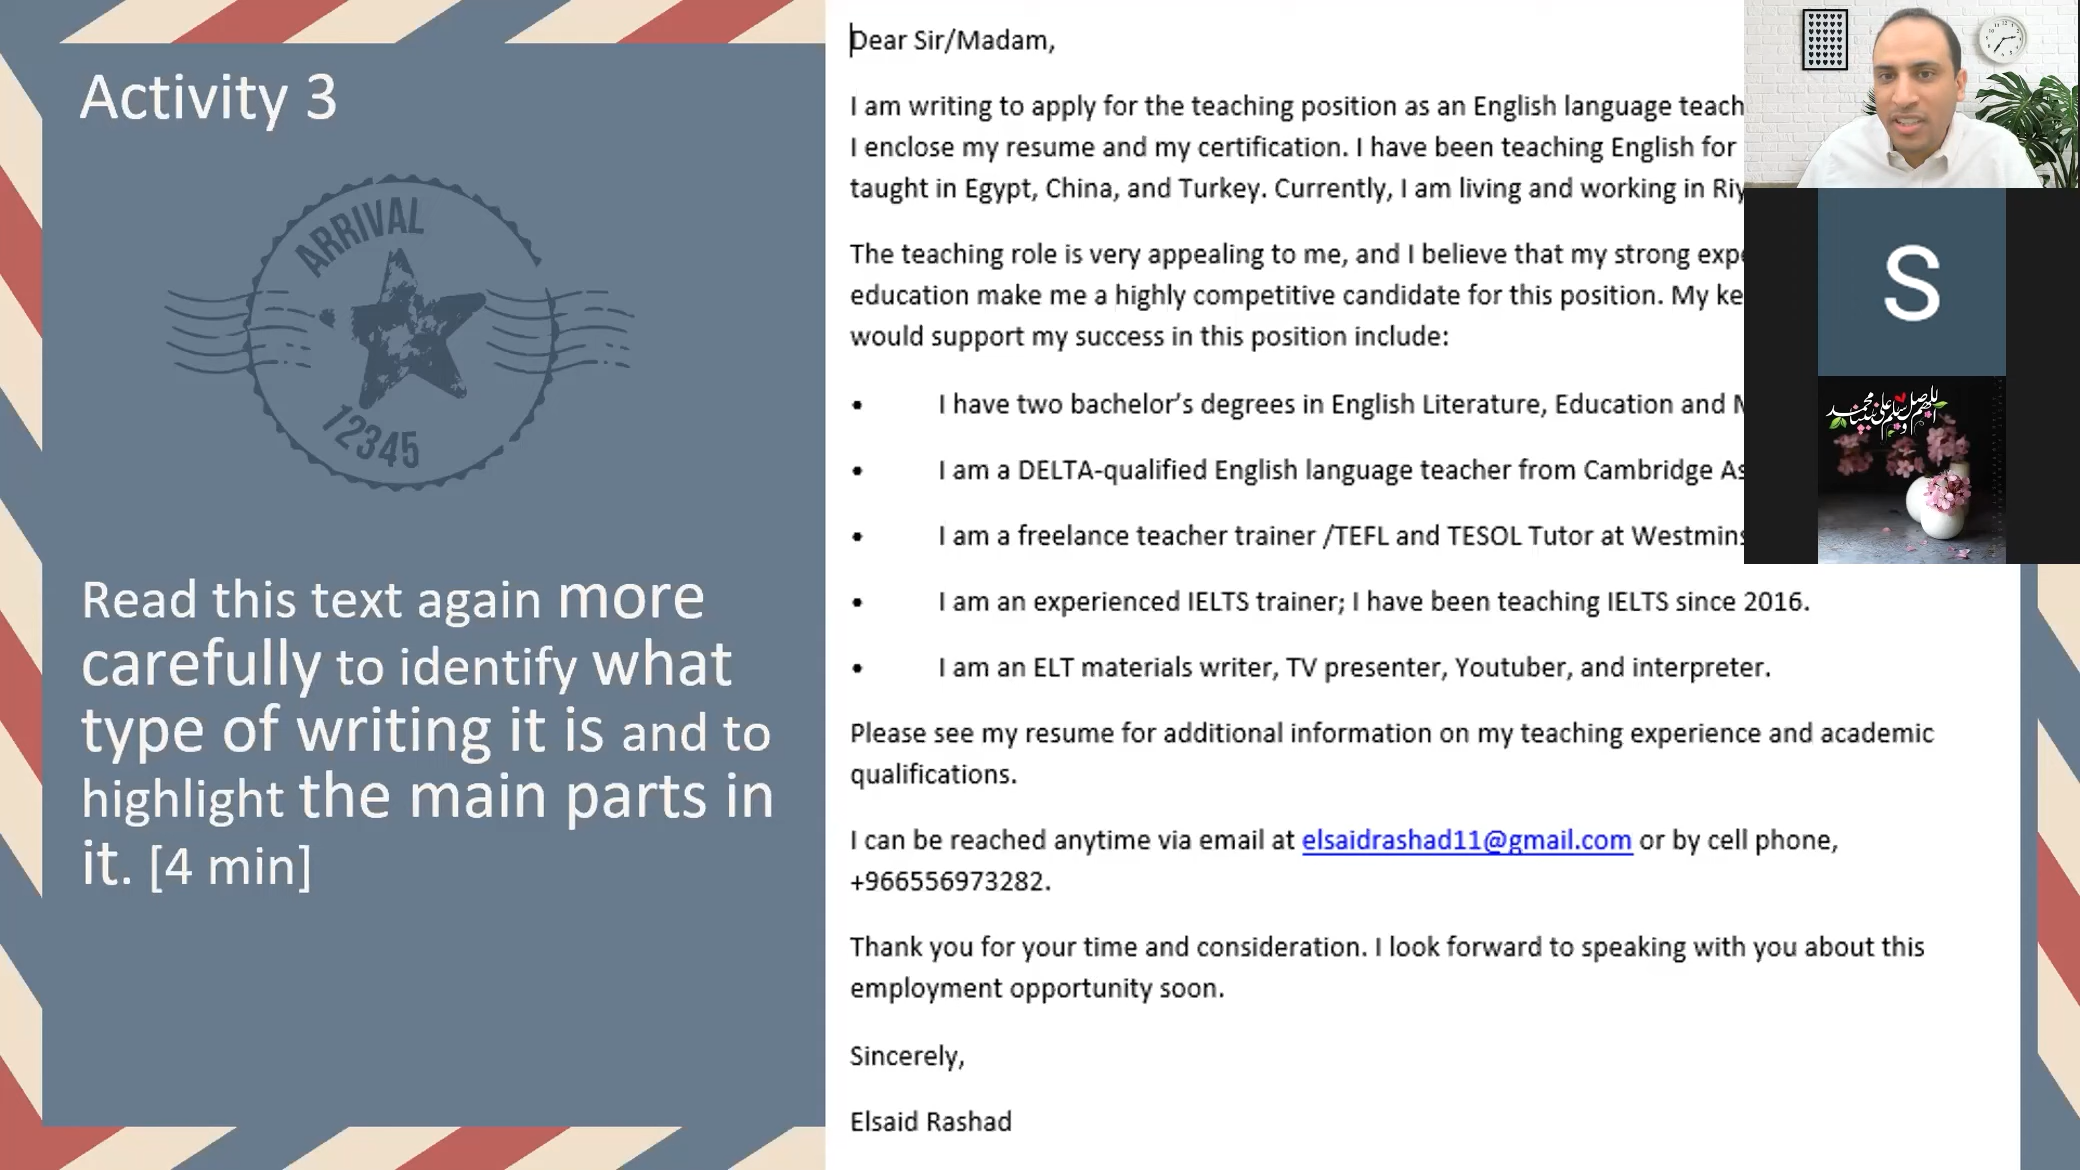 Activity 3
ARRIVAL
12345
Read this text again more
carefully to identify what
type of writing it is and to
highlight the main parts in
it. [4 min]
Dear Sir/Madam,
I am writing to apply for the teaching position as an English language
I enclose my resume and my certification. I have been teaching English for
taught in Egypt, China, and Turkey. Currently, I am living and working in
The teaching role is very appealing to me, and I believe that my strong
education make me a highly competitive candidate for this position. My
would support my success in this position include:
• I have two bachelor's degrees in English Literature, Education and
• I am a DELTA-qualified English language teacher from Cambridge
• I am a freelance teacher trainer /TEFL and TESOL Tutor at
• I am an experienced IELTS trainer; I have been teaching IELTS since 2016.
• I am an ELT materials writer, TV presenter, Youtuber, and interpreter.
Please see my resume for additional information on my teaching experience and academic
qualifications.
I can be reached anytime via email at elsaidrashad11@gmail.com or by cell phone,
+966556973282.
Thank you for your time and consideration. I look forward to speaking with you about this
employment opportunity soon.
Sincerely,
Elsaid Rashad
S
اللهم صل وسلم على نبينا محمد